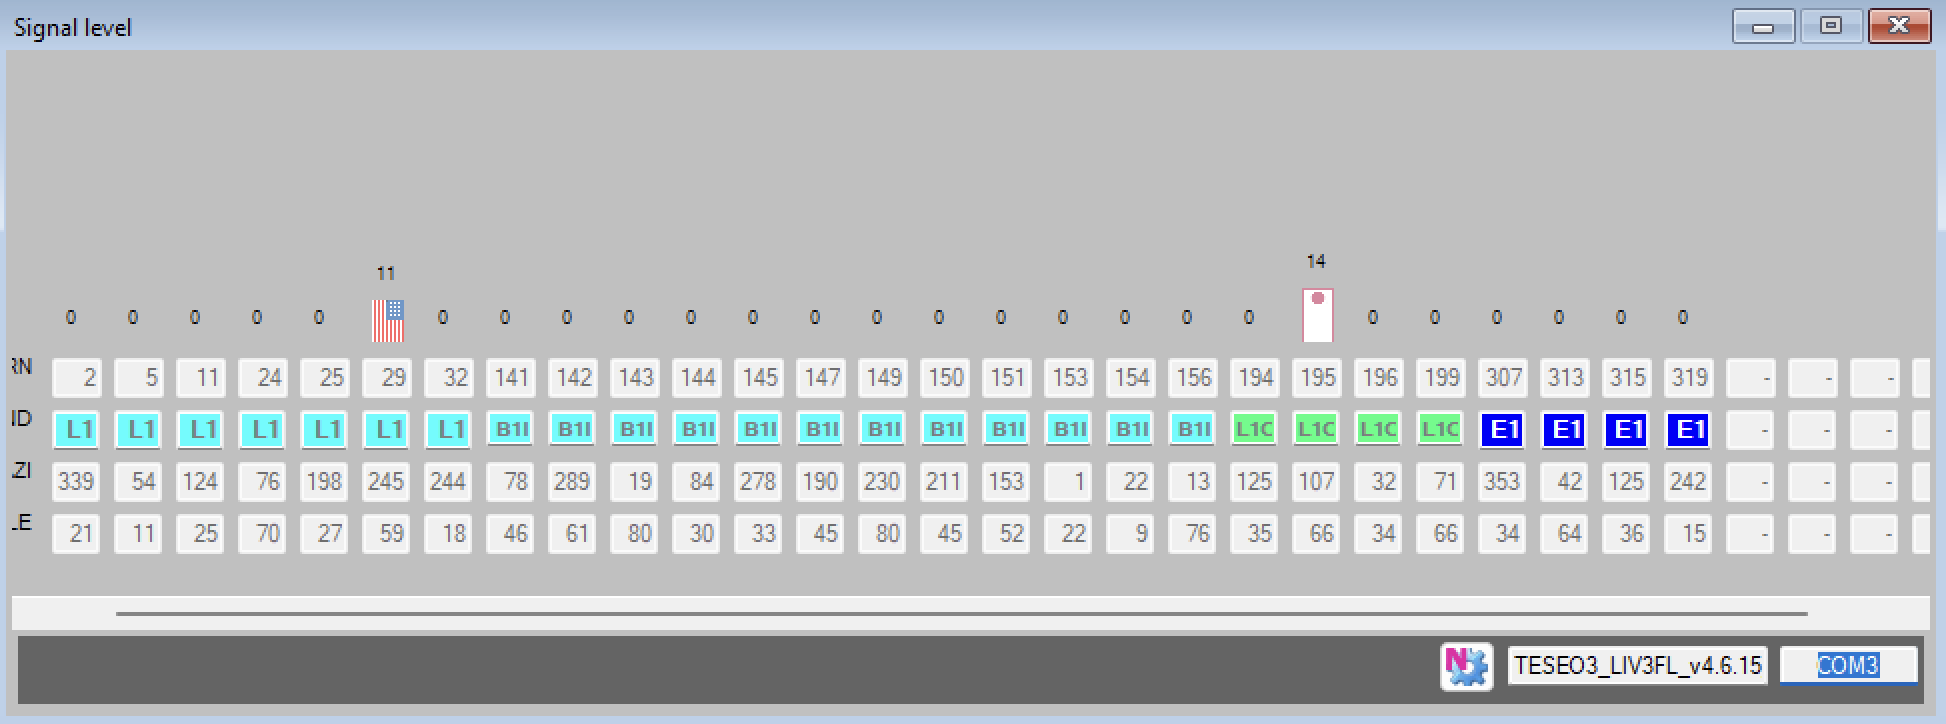 Signal level
11 14
0 0 0 0 0 0 0 0 0 0 0 0 0 0 0 0 0 0 0 0 0 0 0 0 0
RN 2 5 11 24 25 29 32 141 142 143 144 145 147 149 150 151 153 154 156 194 195 196 199 307 313 315 319 - - -
ND L1 L1 L1 L1 L1 L1 L1 B1I B1I B1I B1I B1I B1I B1I B1I B1I B1I B1I B1I L1C L1C L1C L1C E1 E1 E1 E1 - - -
ZI 339 54 124 76 198 245 244 78 289 19 84 278 190 230 211 153 1 22 13 125 107 32 71 353 42 125 242 - - -
LE 21 11 25 70 27 59 18 46 61 80 30 33 45 80 45 52 22 9 76 35 66 34 66 34 64 36 15 - - -
N TESEO3_LIV3FL_v4.6.15 COM3